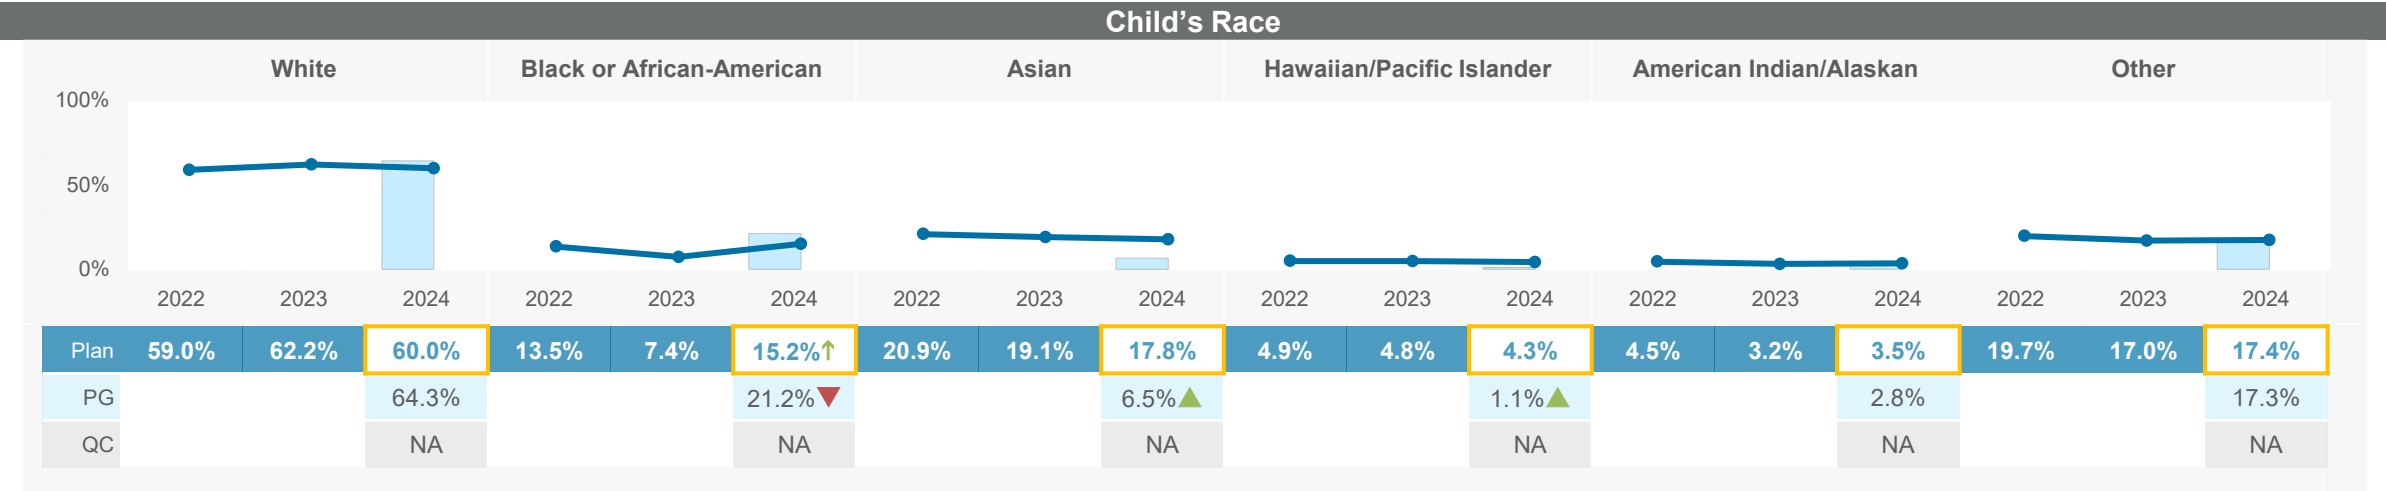 Child's Race
White Black or African-American Asian Hawaiian/Pacific Islander American Indian/Alaskan Other
100%
50%
0%
2022 2023 2024 2022 2023 2024 2022 2023 2024 2022 2023 2024 2022 2023 2024 2022 2023 2024
Plan 59.0% 62.2% 60.0% 13.5% 7.4% 15.2%↑ 20.9% 19.1% 17.8% 4.9% 4.8% 4.3% 4.5% 3.2% 3.5% 19.7% 17.0% 17.4%
PG 64.3% 21.2%▼ 6.5%▲ 1.1%▲ 2.8% 17.3%
QC NA NA NA NA NA NA